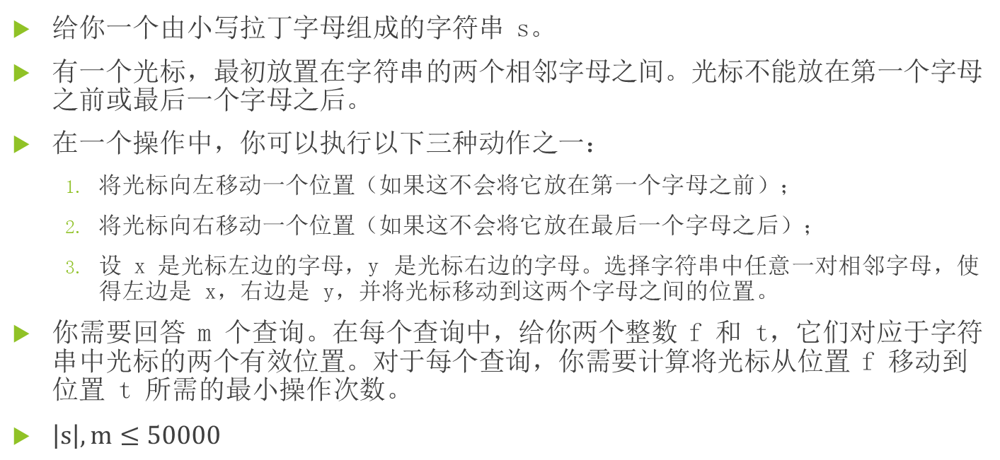 给你一个由小写拉丁字母组成的字符串 s。
有一个光标，最初放置在字符串的两个相邻字母之间。光标不能放在第一个字母
之前或最后一个字母之后。
在一个操作中，你可以执行以下三种动作之一：
1. 将光标向左移动一个位置（如果这不会将它放在第一个字母之前）；
2. 将光标向右移动一个位置（如果这不会将它放在最后一个字母之后）；
3. 设 x 是光标左边的字母，y 是光标右边的字母。选择字符串中任意一对相邻字母，使
得左边是 x，右边是 y，并将光标移动到这两个字母之间的位置。
你需要回答 m 个查询。在每个查询中，给你两个整数 f 和 t，它们对应于字符
串中光标的两个有效位置。对于每个查询，你需要计算将光标从位置 f 移动到
位置 t 所需的最小操作次数。
|s|, m ≤ 50000